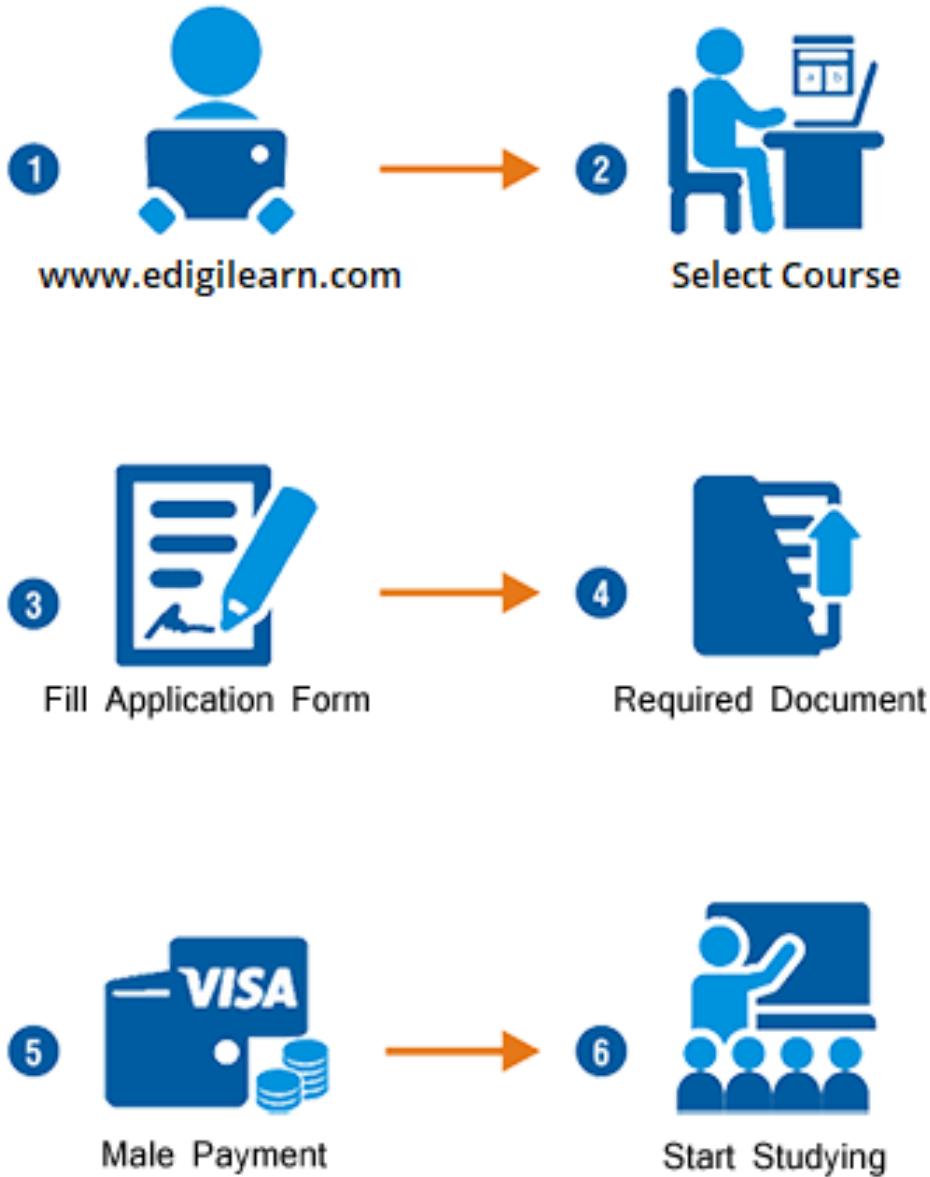 1
2
a b
www.edigilearn.com
Select Course
3
4
Fill Application Form
Required Document
VISA
5
6
Male Payment
Start Studying